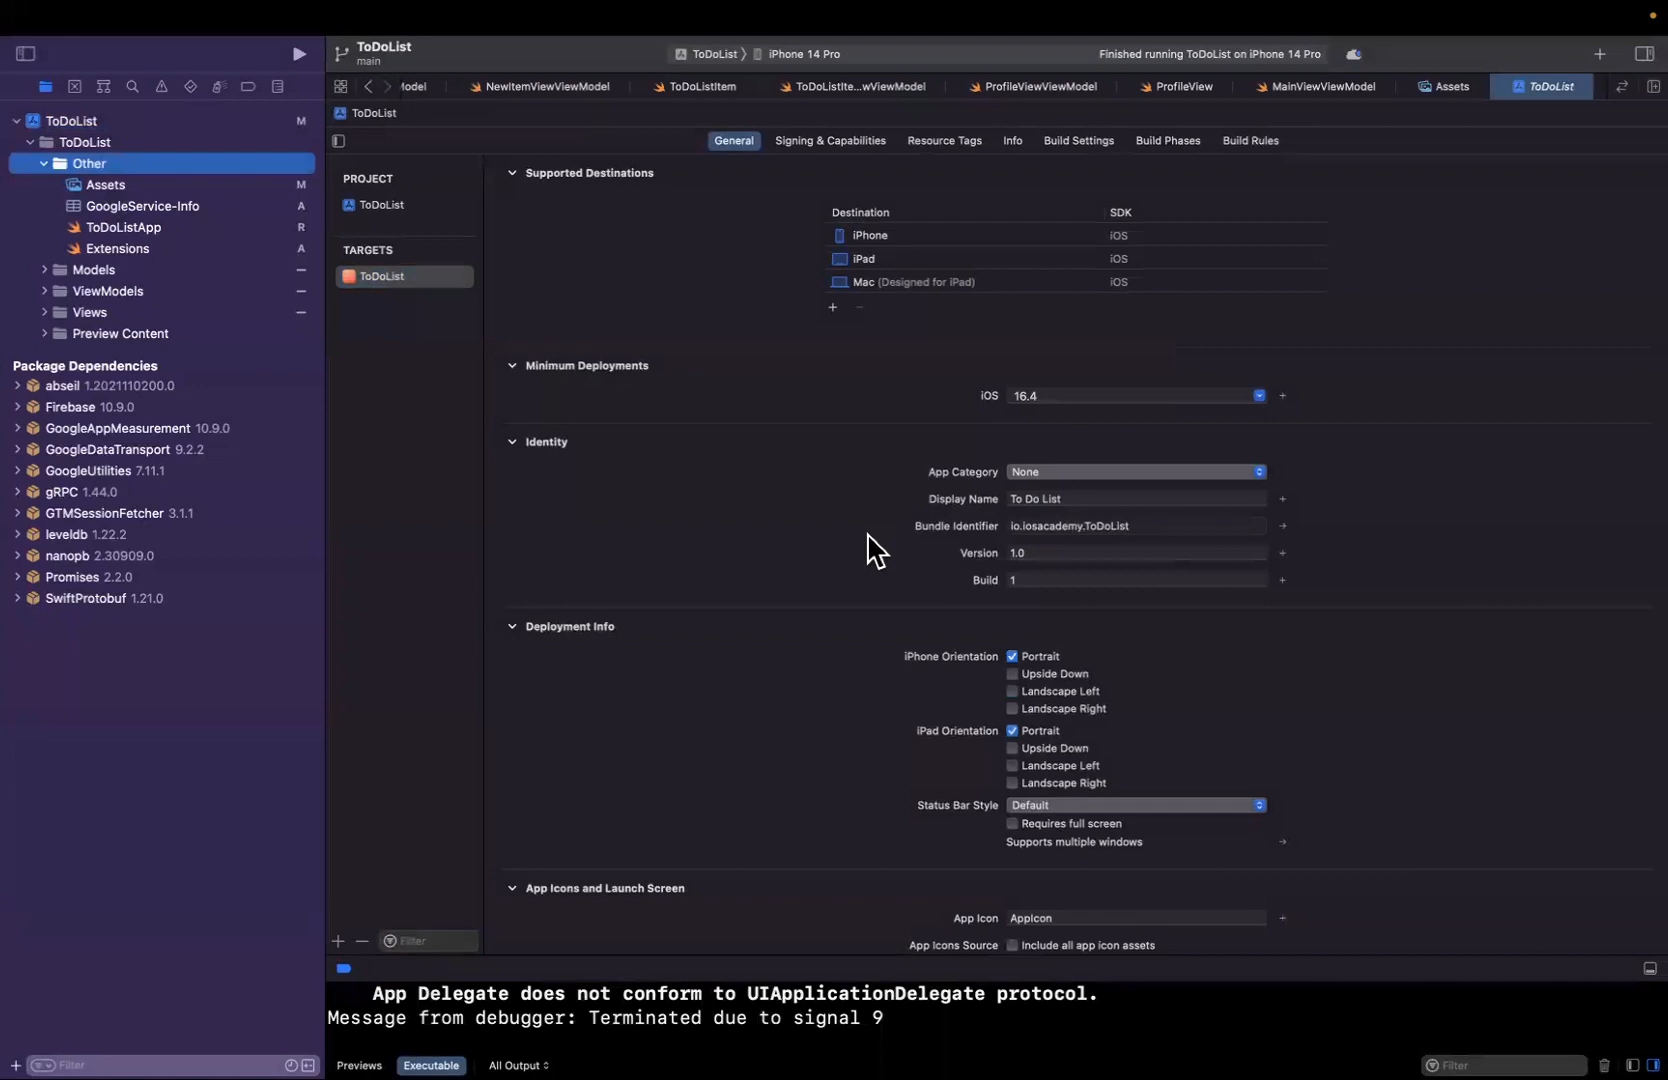 ToDoList
main
ToDoList
iPhone 14 Pro
Finished running ToDoList on iPhone 14 Pro
NewItemViewViewModel
ToDoListItem
ToDoListIte...wViewModel
ProfileViewViewModel
ProfileView
MainViewViewModel
Assets
ToDoList
ToDoList
ToDoList M
ToDoList
Other
Assets M
GoogleService-Info A
ToDoListApp R
Extensions A
Models
ViewModels
Views
Preview Content
Package Dependencies
abseil 1.2021110200.0
Firebase 10.9.0
GoogleAppMeasurement 10.9.0
GoogleDataTransport 9.2.2
GoogleUtilities 7.11.1
gRPC 1.44.0
GTMSessionFetcher 3.1.1
leveldb 1.22.2
nanopb 2.30909.0
Promises 2.2.0
SwiftProtobuf 1.21.0
Filter
PROJECT
ToDoList
TARGETS
ToDoList
Filter
General
Signing & Capabilities
Resource Tags
Info
Build Settings
Build Phases
Build Rules
Supported Destinations
Destination SDK
iPhone iOS
iPad iOS
Mac (Designed for iPad) iOS
Minimum Deployments
iOS 16.4
Identity
App Category None
Display Name To Do List
Bundle Identifier io.iosacademy.ToDoList
Version 1.0
Build 1
Deployment Info
iPhone Orientation Portrait
Upside Down
Landscape Left
Landscape Right
iPad Orientation Portrait
Upside Down
Landscape Left
Landscape Right
Status Bar Style Default
Requires full screen
Supports multiple windows
App Icons and Launch Screen
App Icon AppIcon
App Icons Source Include all app icon assets
App Delegate does not conform to UIApplicationDelegate protocol.
Message from debugger: Terminated due to signal 9
Previews
Executable
All Output
Filter